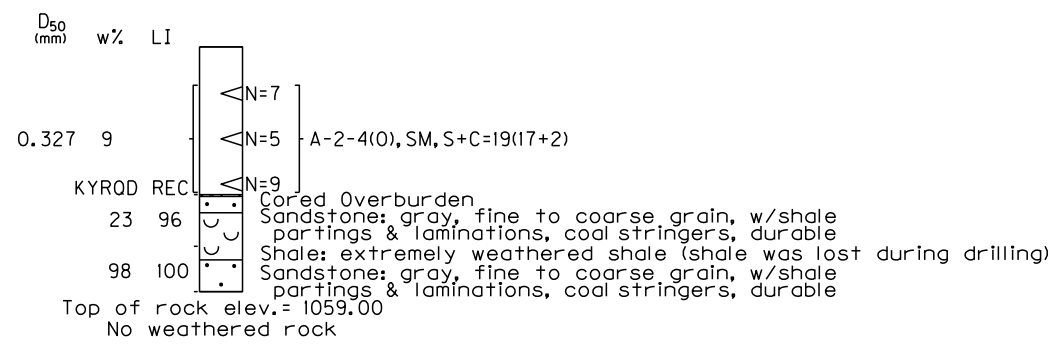 D50
(mm) w% LI
N=7
0.327 9 N=5 A-2-4(0), SM, S+C=19(17+2)
KYRQD REC N=9
Cored Overburden
23 96 Sandstone: gray, fine to coarse grain, w/shale
partings & laminations, coal stringers, durable
Shale: extremely weathered shale (shale was lost during drilling)
98 100 Sandstone: gray, fine to coarse grain, w/shale
partings & laminations, coal stringers, durable
Top of rock elev.= 1059.00
No weathered rock